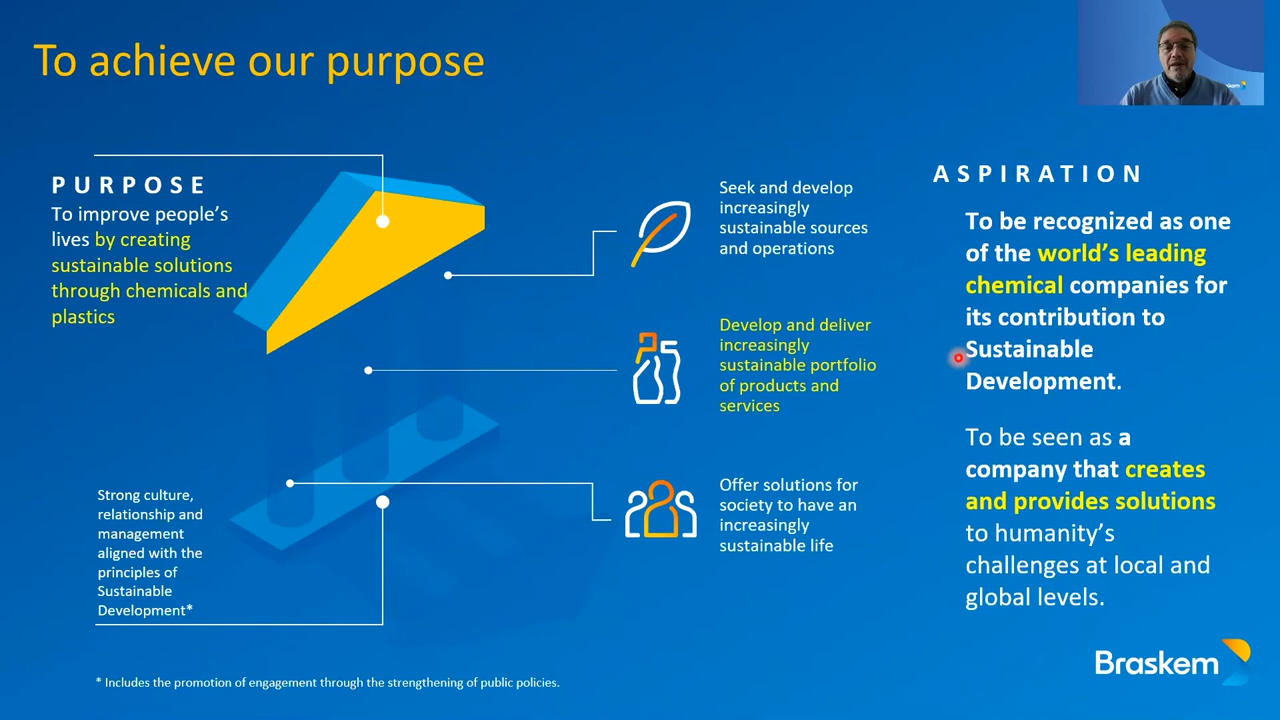 To achieve our purpose
PURPOSE
To improve people's
lives by creating
sustainable solutions
through chemicals and
plastics
Strong culture,
relationship and
management
aligned with the
principles of
Sustainable
Development*
Seek and develop
increasingly
sustainable sources
and operations
Develop and deliver
increasingly
sustainable portfolio
of products and
services
Offer solutions for
society to have an
increasingly
sustainable life
ASPIRATION
To be recognized as one
of the world's leading
chemical companies for
its contribution to
Sustainable
Development.
To be seen as a
company that creates
and provides solutions
to humanity's
challenges at local and
global levels.
* Includes the promotion of engagement through the strengthening of public policies.
Braskem